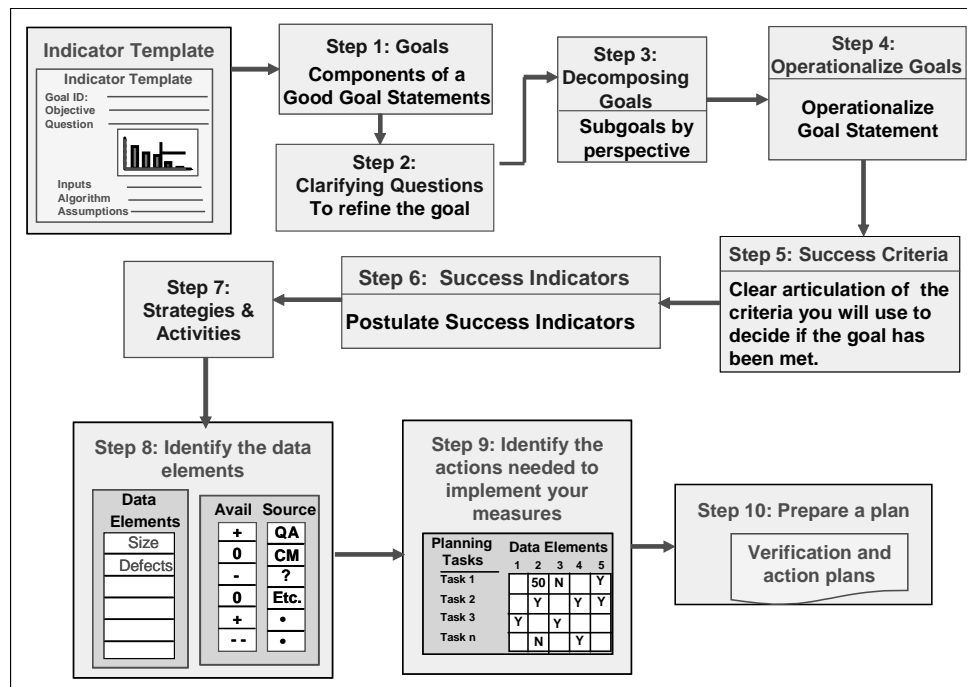 Indicator Template
Indicator Template
Goal ID:
Objective
Question
Inputs
Algorithm
Assumptions
Step 1: Goals
Components of a
Good Goal Statements
Step 2:
Clarifying Questions
To refine the goal
Step 3:
Decomposing
Goals
Subgoals by
perspective
Step 4:
Operationalize Goals
Operationalize
Goal Statement
Step 5: Success Criteria
Clear articulation of the
criteria you will use to
decide if the goal has
been met.
Step 6: Success Indicators
Postulate Success Indicators
Step 7:
Strategies &
Activities
Step 8: Identify the data
elements
Data
Elements
Size
Defects
Avail Source
+ QA
0 CM
- ?
0 Etc.
+ •
-- •
Step 9: Identify the
actions needed to
implement your
measures
Planning Data Elements
Tasks 1 2 3 4 5
Task 1 50 N Y
Task 2 Y Y Y
Task 3 Y Y
Task n N Y
Step 10: Prepare a plan
Verification and
action plans